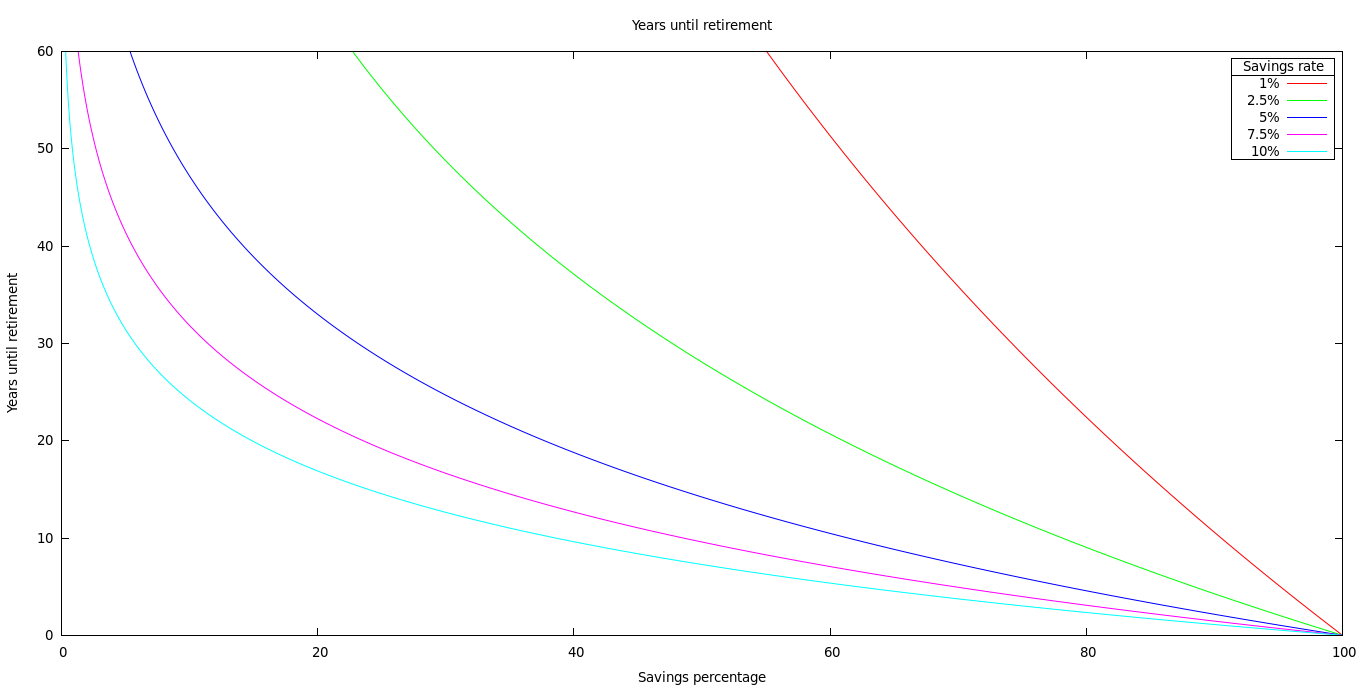 Years until retirement
60
50
40
30
20
10
0
Years until retirement
Savings rate
1%
2.5%
5%
7.5%
10%
0 20 40 60 80 100
Savings percentage